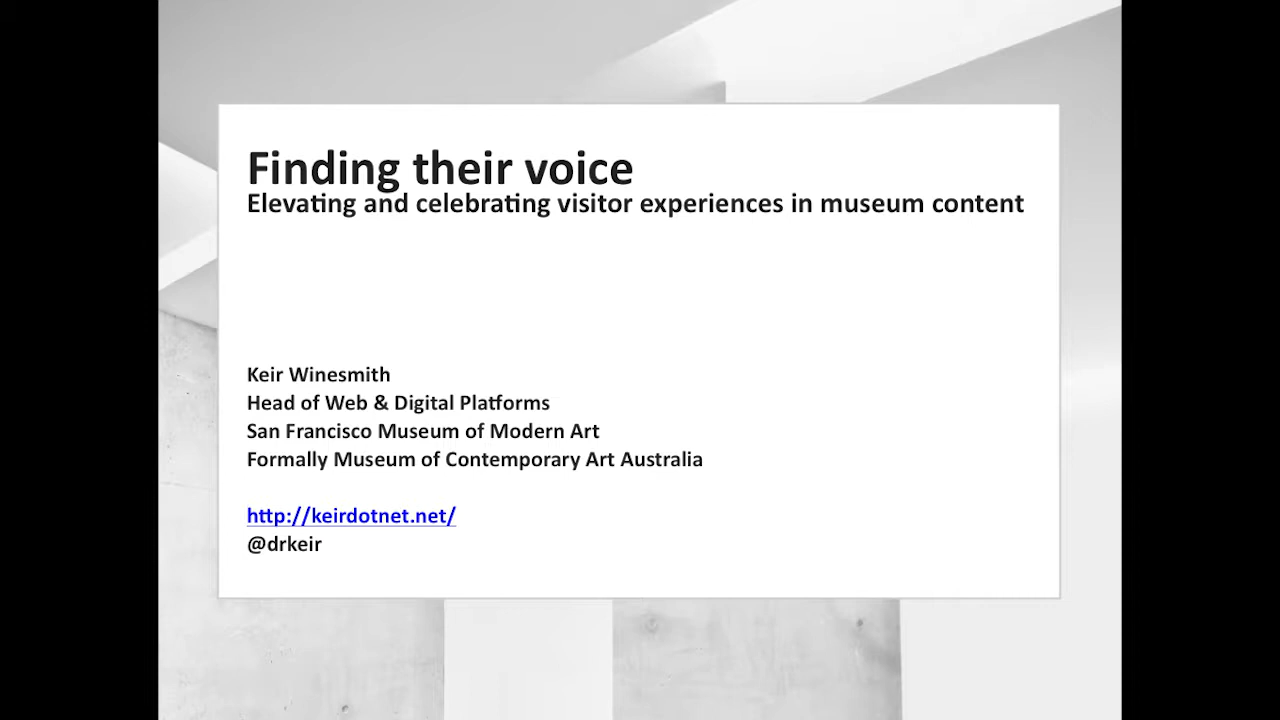 Finding their voice
Elevating and celebrating visitor experiences in museum content
Keir Winesmith
Head of Web & Digital Platforms
San Francisco Museum of Modern Art
Formally Museum of Contemporary Art Australia
http://keirdotnet.net/
@drkeir